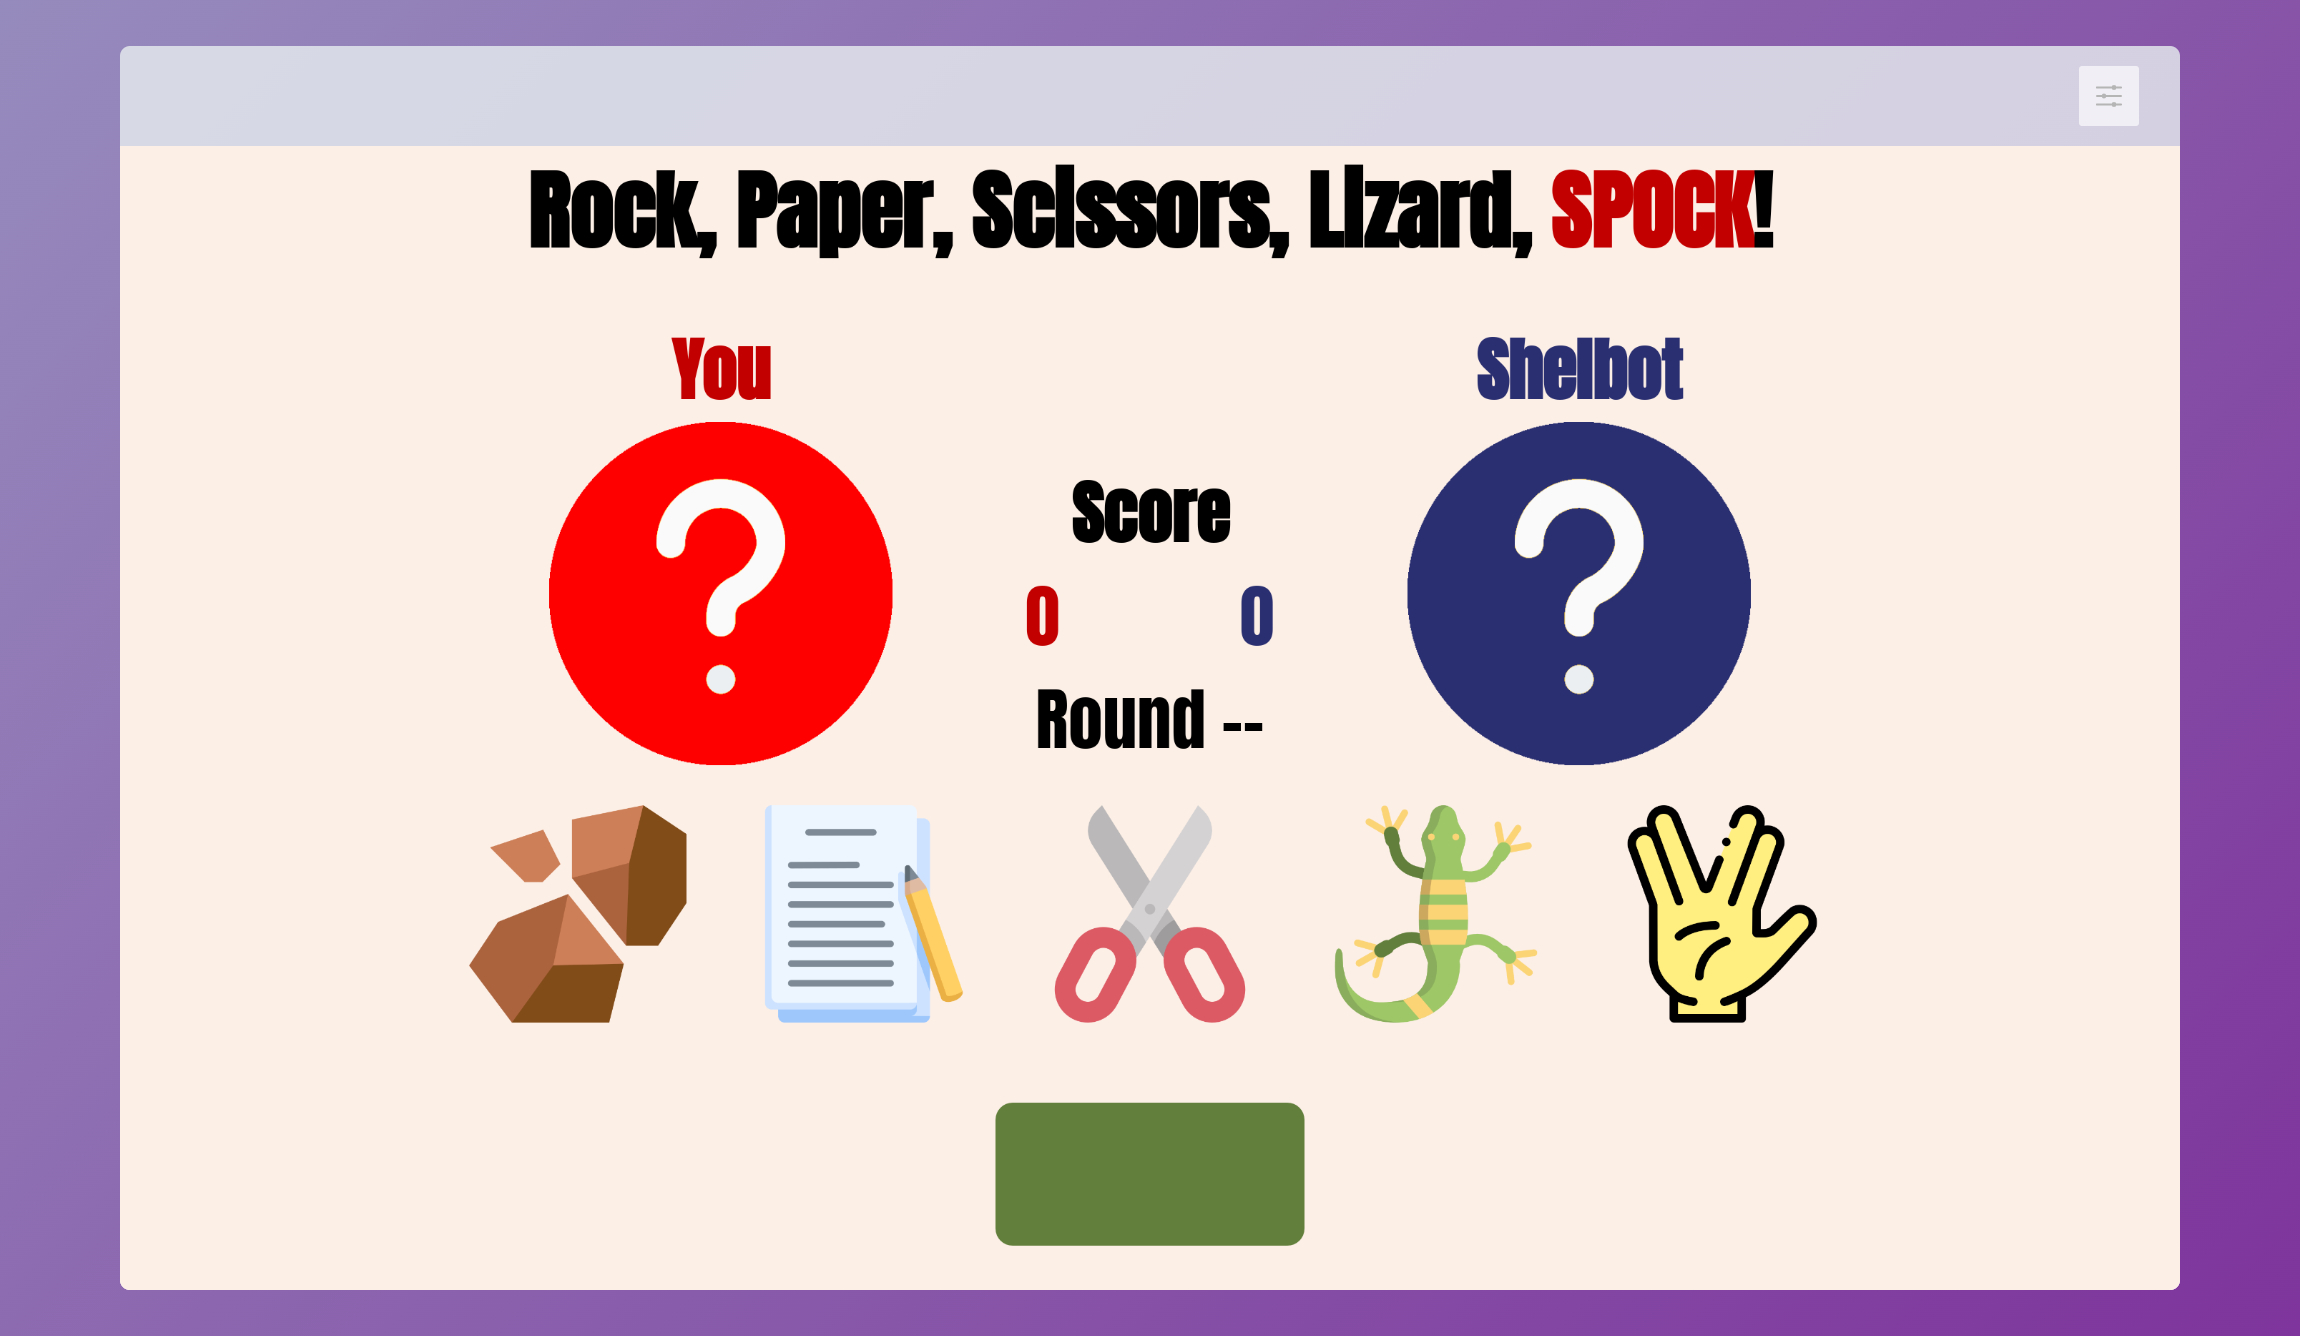 Rock, Paper, Scissors, Lizard, SPOCK!
You
Shelbot
Score
0 0
Round --